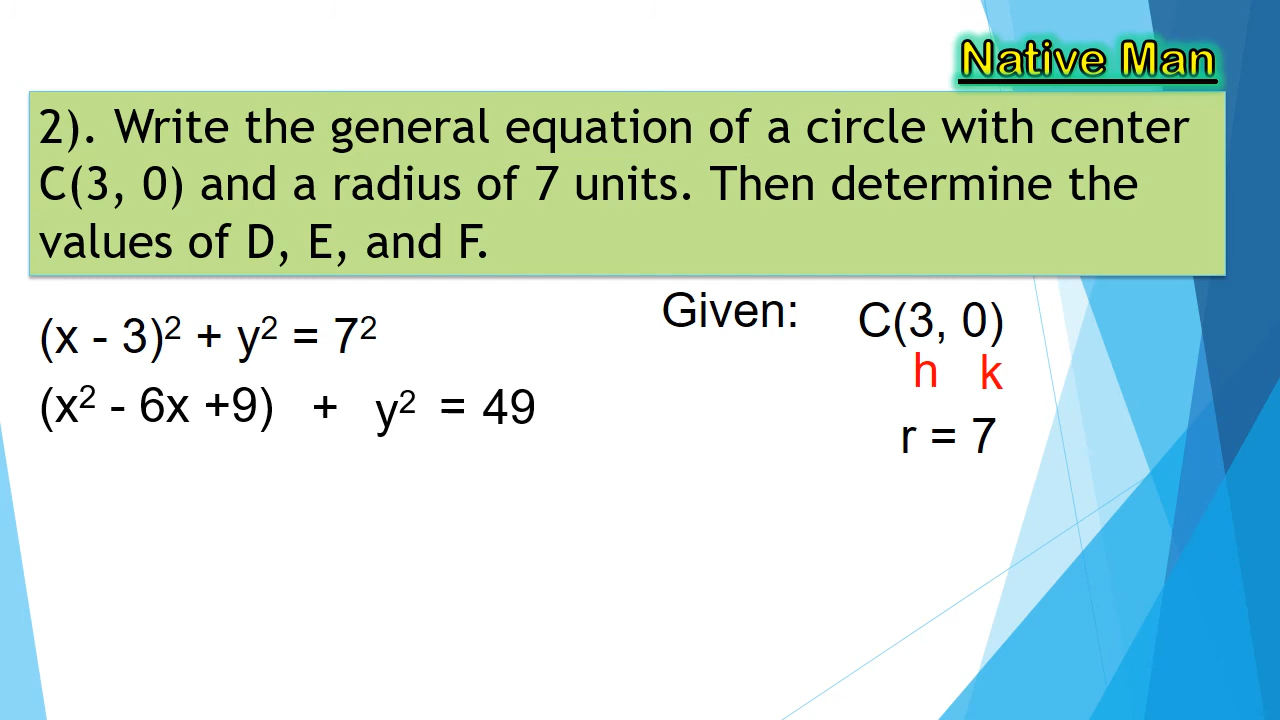 Native Man
2). Write the general equation of a circle with center
C(3, 0) and a radius of 7 units. Then determine the
values of D, E, and F.
(x - 3)² + y² = 7²
(x² - 6x +9) + y² = 49
Given: C(3, 0)
h k
r = 7